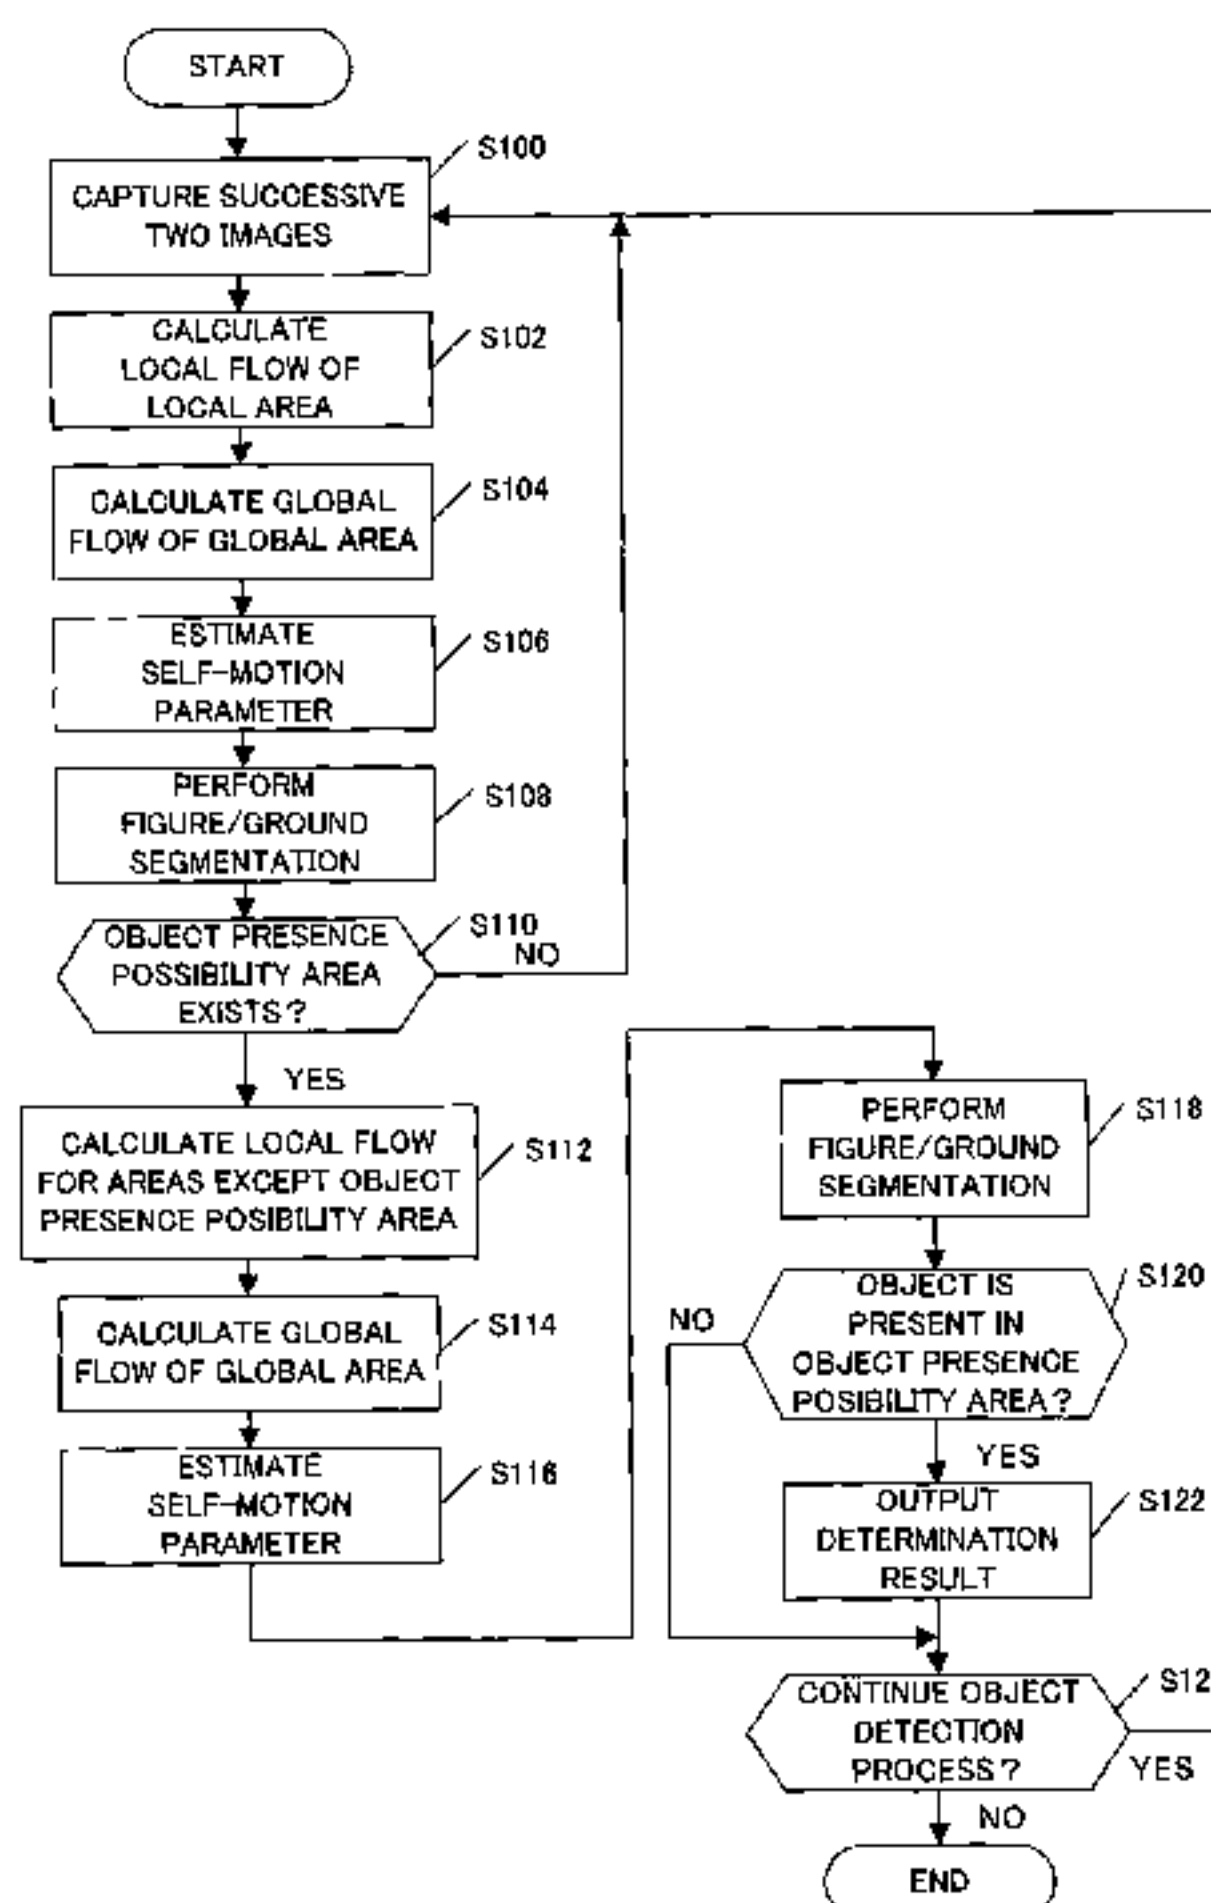 START
S100
CAPTURE SUCCESSIVE
TWO IMAGES
S102
CALCULATE
LOCAL FLOW OF
LOCAL AREA
S104
CALCULATE GLOBAL
FLOW OF GLOBAL AREA
S106
ESTIMATE
SELF-MOTION
PARAMETER
S108
PERFORM
FIGURE/GROUND
SEGMENTATION
S110
OBJECT PRESENCE
POSSIBILITY AREA
EXISTS?
NO
YES
S112
CALCULATE LOCAL FLOW
FOR AREAS EXCEPT OBJECT
PRESENCE POSIBILITY AREA
S114
CALCULATE GLOBAL
FLOW OF GLOBAL AREA
S116
ESTIMATE
SELF-MOTION
PARAMETER
S118
PERFORM
FIGURE/GROUND
SEGMENTATION
S120
OBJECT IS
PRESENT IN
OBJECT PRESENCE
POSIBILITY AREA?
NO
YES
S122
OUTPUT
DETERMINATION
RESULT
CONTINUE OBJECT
DETECTION
PROCESS?
YES
NO
END